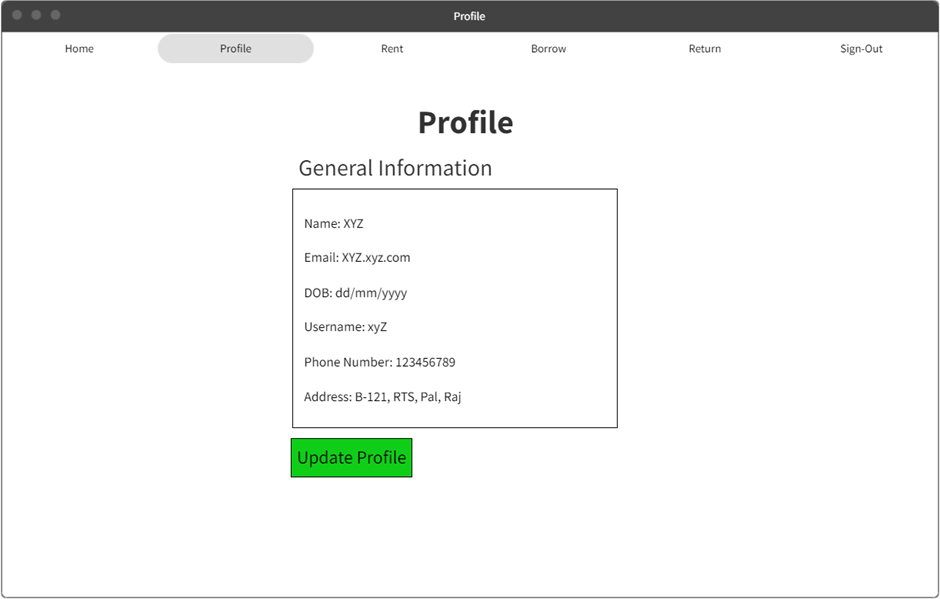 Profile
Home Profile Rent Borrow Return Sign-Out
Profile
General Information
Name: XYZ
Email: XYZ.xyz.com
DOB: dd/mm/yyyy
Username: xyZ
Phone Number: 123456789
Address: B-121, RTS, Pal, Raj
Update Profile